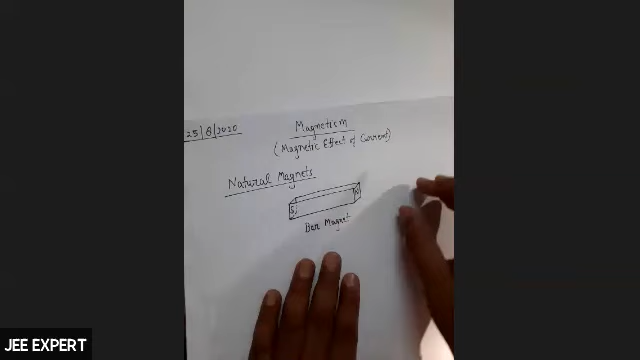 25/8/2020
Magnetism
(Magnetic Effect of Current)
Natural Magnets
S
N
Bar Magnet
JEE EXPERT